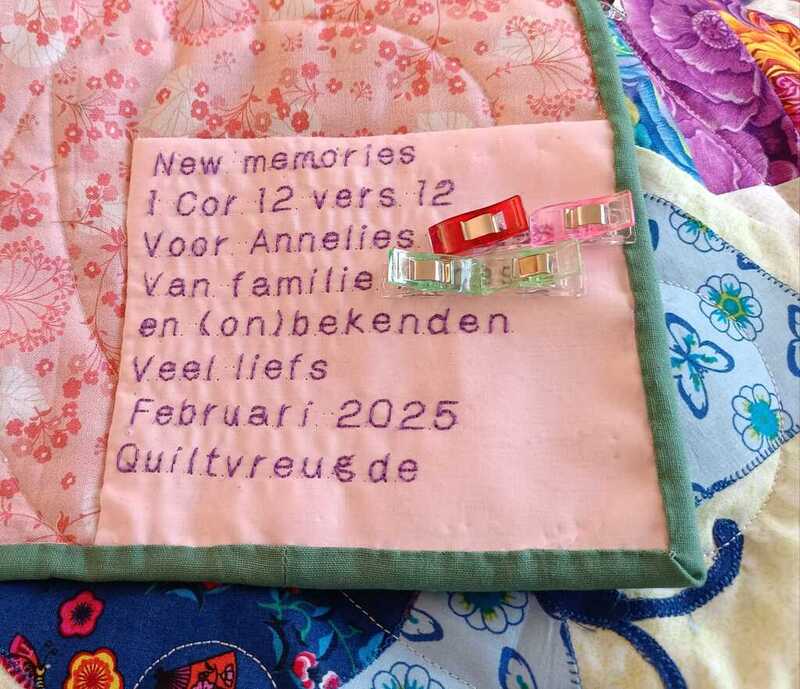 New memories
1 Cor 12 vers 12
Voor Annelies
Van familie
en (on)bekenden
Veel liefs
Februari 2025
Quiltvreugde